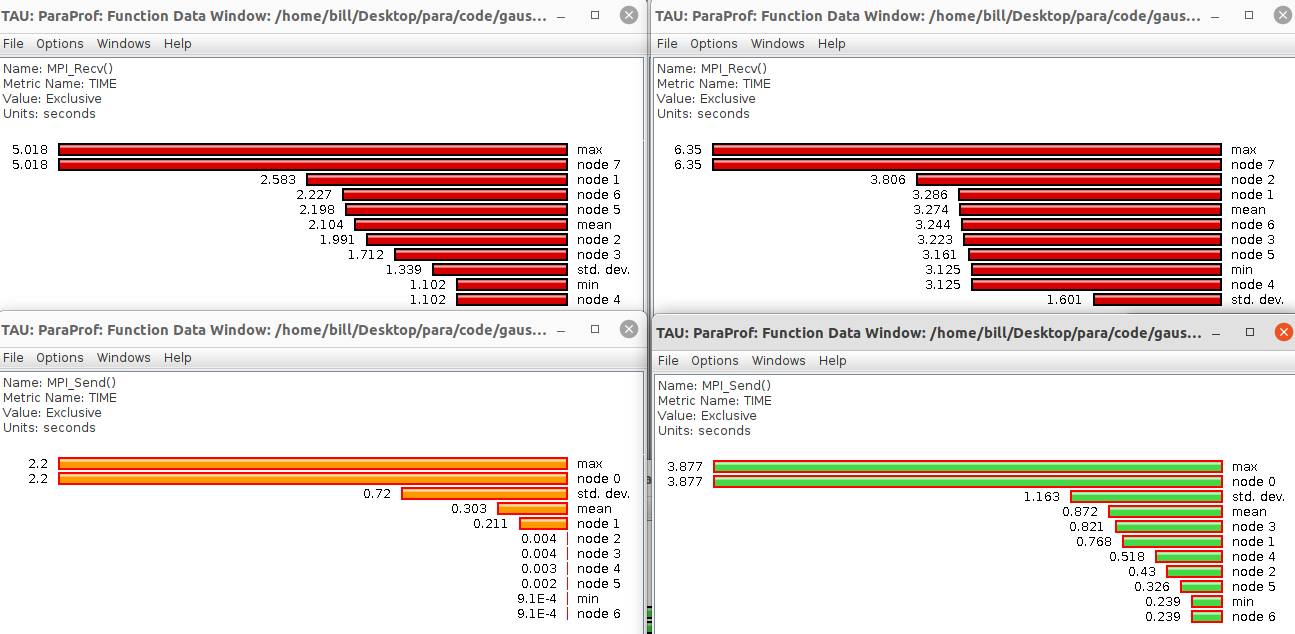 TAU: ParaProf: Function Data Window: /home/bill/Desktop/para/code/gaus...
File Options Windows Help
Name: MPI_Recv()
Metric Name: TIME
Value: Exclusive
Units: seconds
5.018 max
5.018 node 7
2.583 node 1
2.227 node 6
2.198 node 5
2.104 mean
1.991 node 2
1.712 node 3
1.339 std. dev.
1.102 min
1.102 node 4
TAU: ParaProf: Function Data Window: /home/bill/Desktop/para/code/gaus...
File Options Windows Help
Name: MPI_Recv()
Metric Name: TIME
Value: Exclusive
Units: seconds
6.35 max
6.35 node 7
3.806 node 2
3.286 node 1
3.274 mean
3.244 node 6
3.223 node 3
3.161 node 5
3.125 min
3.125 node 4
1.601 std. dev.
TAU: ParaProf: Function Data Window: /home/bill/Desktop/para/code/gaus...
File Options Windows Help
Name: MPI_Send()
Metric Name: TIME
Value: Exclusive
Units: seconds
2.2 max
2.2 node 0
0.72 std. dev.
0.303 mean
0.211 node 1
0.004 node 2
0.004 node 3
0.003 node 4
0.002 node 5
9.1E-4 min
9.1E-4 node 6
TAU: ParaProf: Function Data Window: /home/bill/Desktop/para/code/gaus...
File Options Windows Help
Name: MPI_Send()
Metric Name: TIME
Value: Exclusive
Units: seconds
3.877 max
3.877 node 0
1.163 std. dev.
0.872 mean
0.821 node 3
0.768 node 1
0.518 node 4
0.43 node 2
0.326 node 5
0.239 min
0.239 node 6